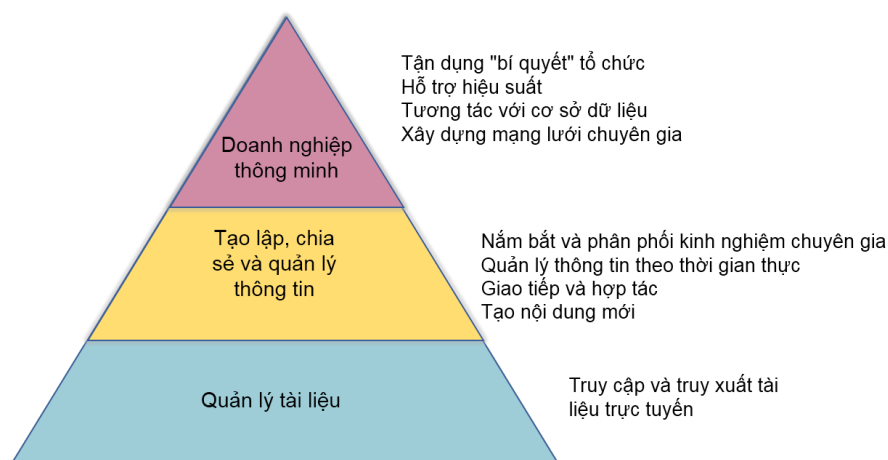 Tận dụng "bí quyết" tổ chức
Hỗ trợ hiệu suất
Tương tác với cơ sở dữ liệu
Xây dựng mạng lưới chuyên gia
Doanh nghiệp
thông minh
Tạo lập, chia
sẻ và quản lý
thông tin
Nắm bắt và phân phối kinh nghiệm chuyên gia
Quản lý thông tin theo thời gian thực
Giao tiếp và hợp tác
Tạo nội dung mới
Quản lý tài liệu
Truy cập và truy xuất tài
liệu trực tuyến